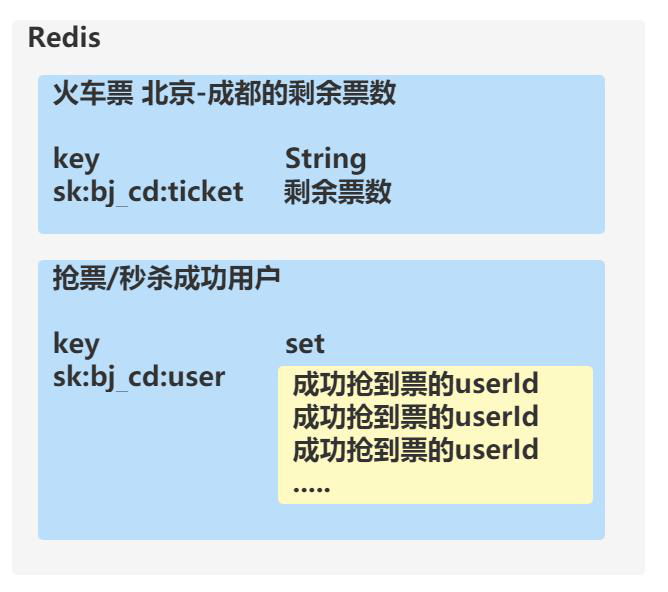 Redis
火车票 北京-成都的剩余票数
key String
sk:bj_cd:ticket 剩余票数
抢票/秒杀成功用户
key set
sk:bj_cd:user
成功抢到票的userId
成功抢到票的userId
成功抢到票的userId
.....